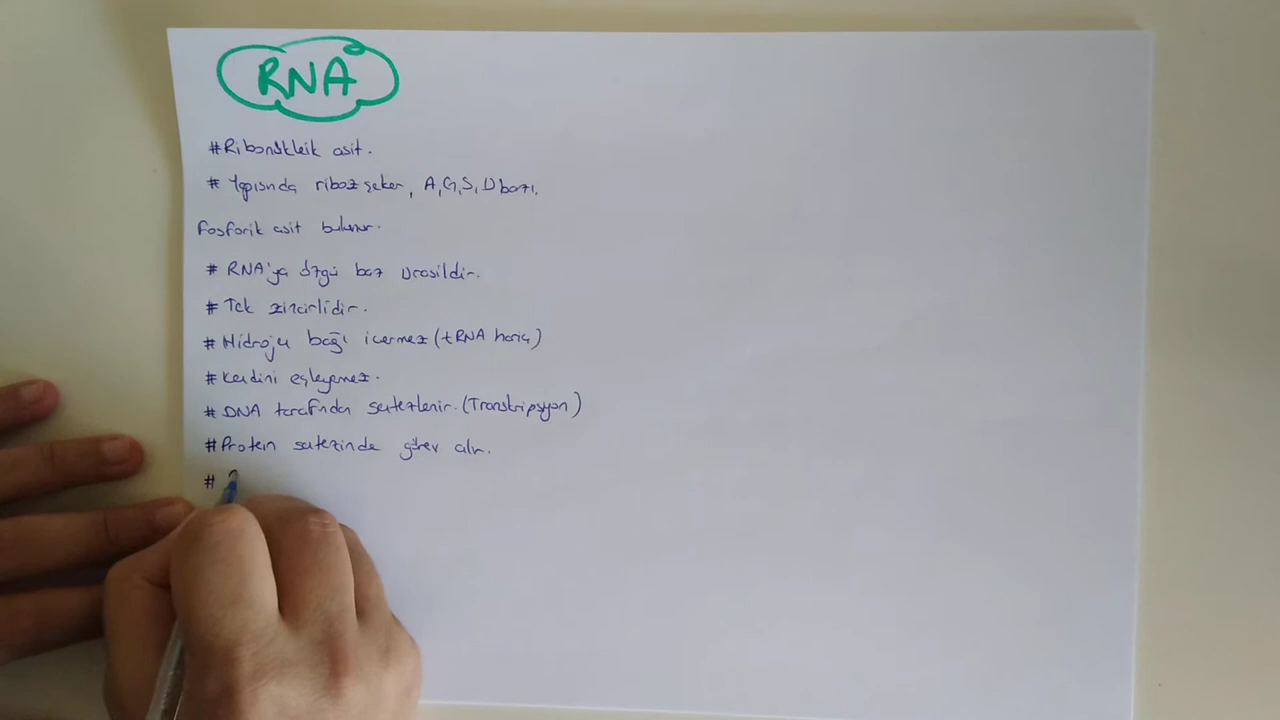 RNA
#Ribonükleik asit.
# Yapısında riboz şeker, A,G,S,U bazı,
fosforik asit bulunur.
# RNA'ya özgü baz Urasildir.
# Tek zincirlidir.
# Hidrojen bağı içermez (tRNA hariç)
# Kendini eşleyemez.
# DNA tarafından sentezlenir. (Transkripsyon)
#Protein sentezinde görev alır.
#